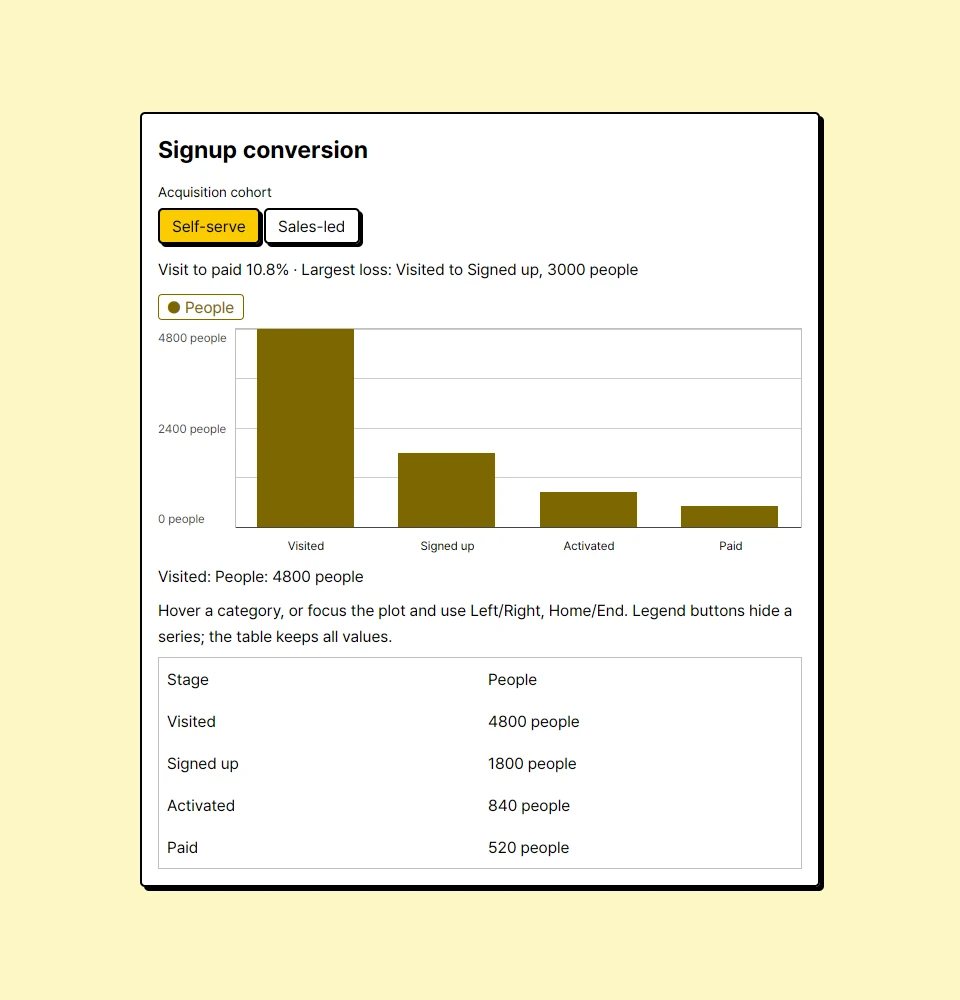 Signup conversion
Acquisition cohort
Self-serve Sales-led
Visit to paid 10.8% · Largest loss: Visited to Signed up, 3000 people
People
4800 people
2400 people
0 people
Visited Signed up Activated Paid
Visited: People: 4800 people
Hover a category, or focus the plot and use Left/Right, Home/End. Legend buttons hide a
series; the table keeps all values.
Stage People
Visited 4800 people
Signed up 1800 people
Activated 840 people
Paid 520 people